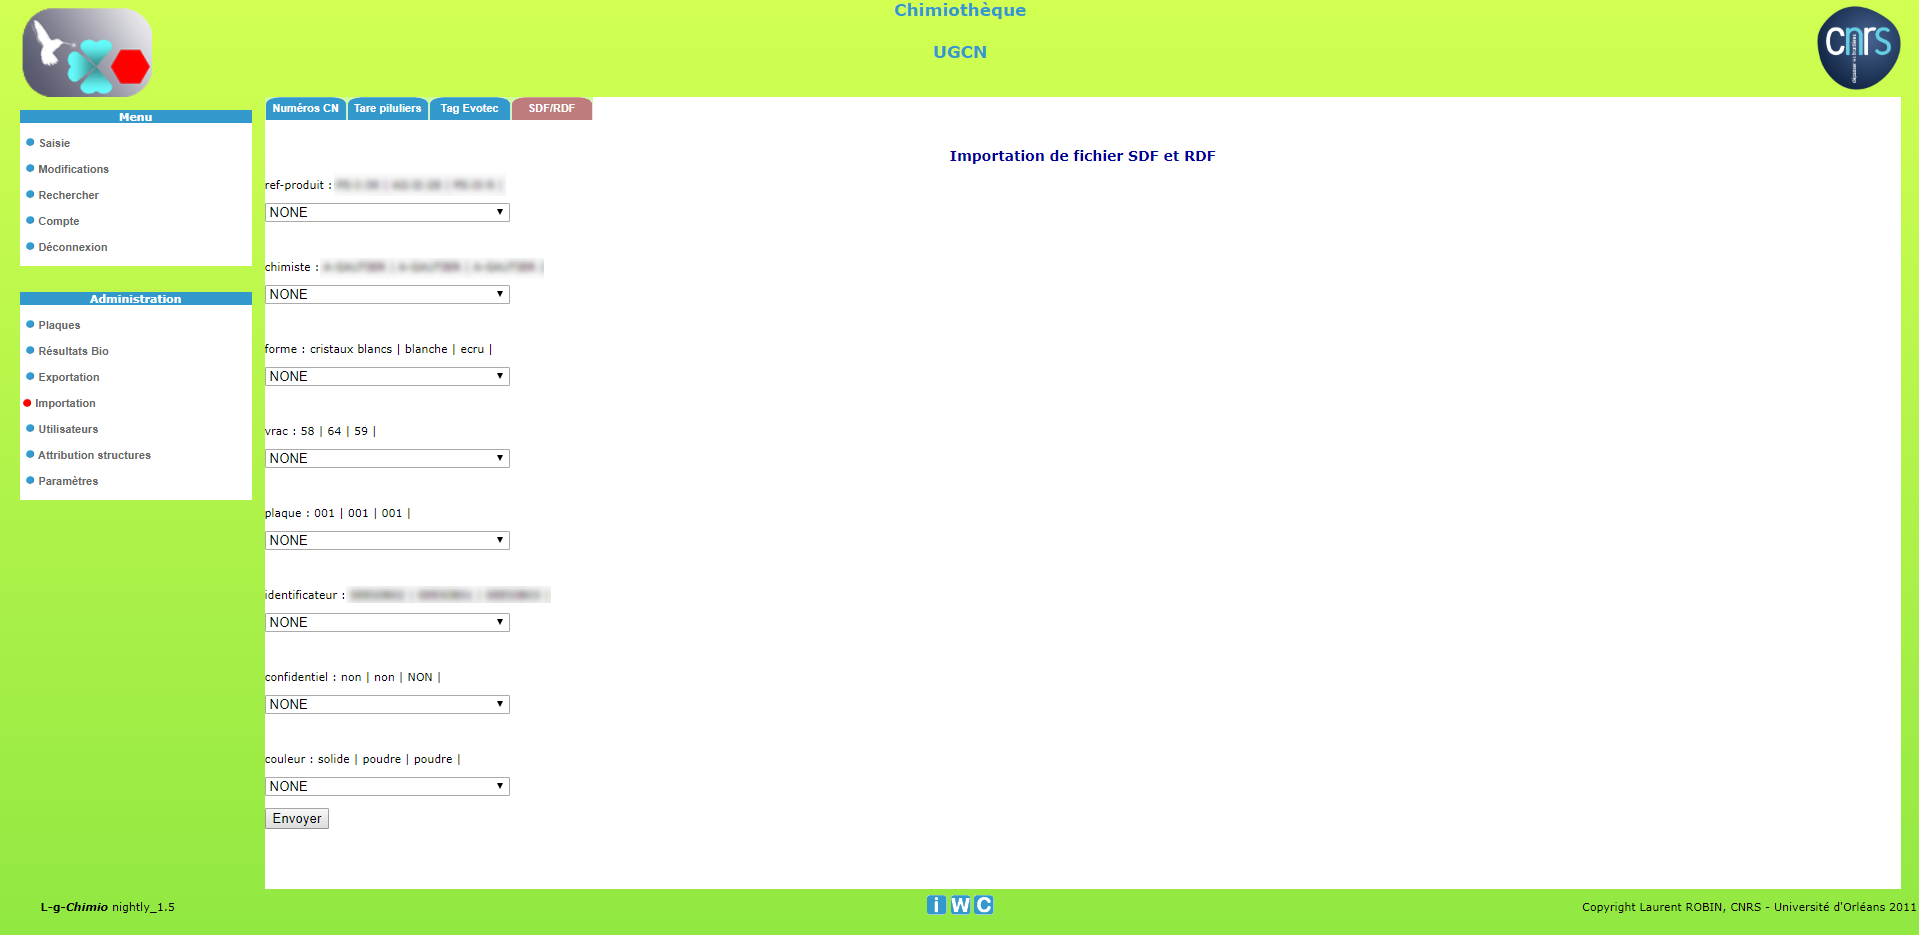 Chimiothèque
UGCN
cnrs
dépasser les frontières
Menu
Saisie
Modifications
Rechercher
Compte
Déconnexion
Administration
Plaques
Résultats Bio
Exportation
Importation
Utilisateurs
Attribution structures
Paramètres
Numéros CN Tare piluliers Tag Evotec SDF/RDF
Importation de fichier SDF et RDF
ref-produit :
NONE
chimiste :
NONE
forme : cristaux blancs | blanche | ecru |
NONE
vrac : 58 | 64 | 59 |
NONE
plaque : 001 | 001 | 001 |
NONE
identificateur :
NONE
confidentiel : non | non | NON |
NONE
couleur : solide | poudre | poudre |
NONE
Envoyer
L-g-Chimio nightly_1.5
i W C
Copyright Laurent ROBIN, CNRS - Université d'Orléans 2011